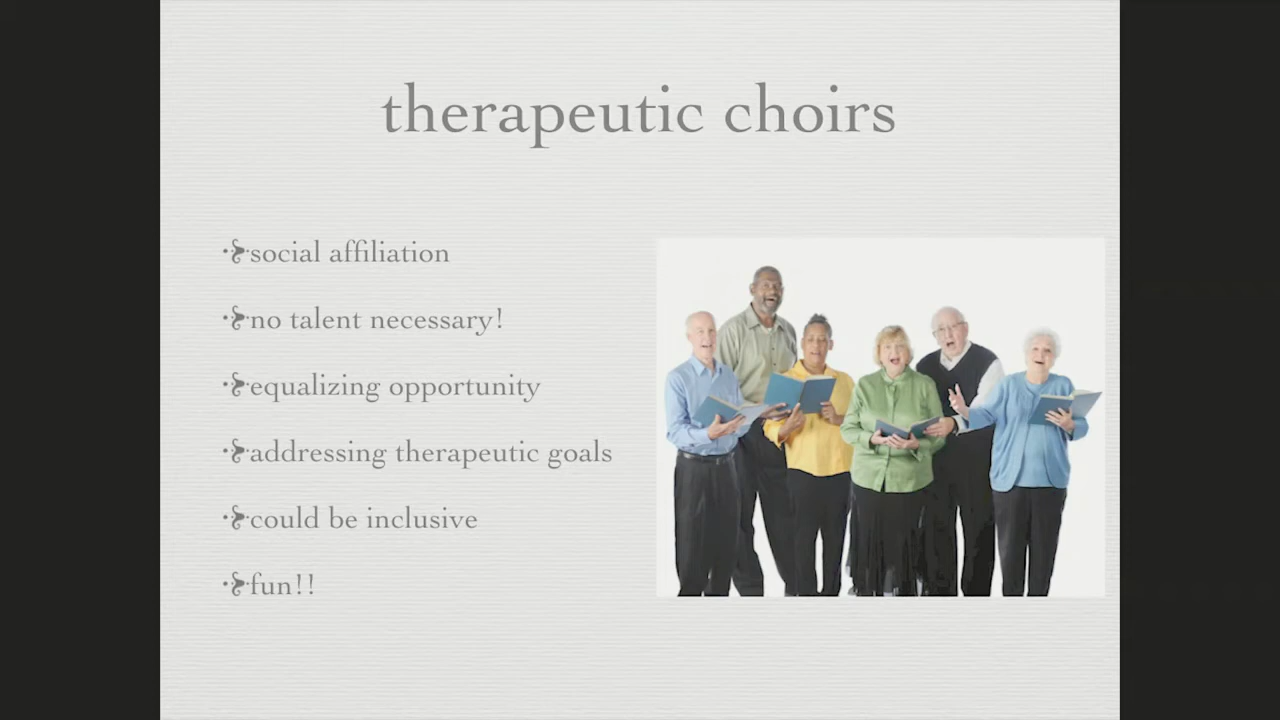 therapeutic choirs
social affiliation
no talent necessary!
equalizing opportunity
addressing therapeutic goals
could be inclusive
fun!!